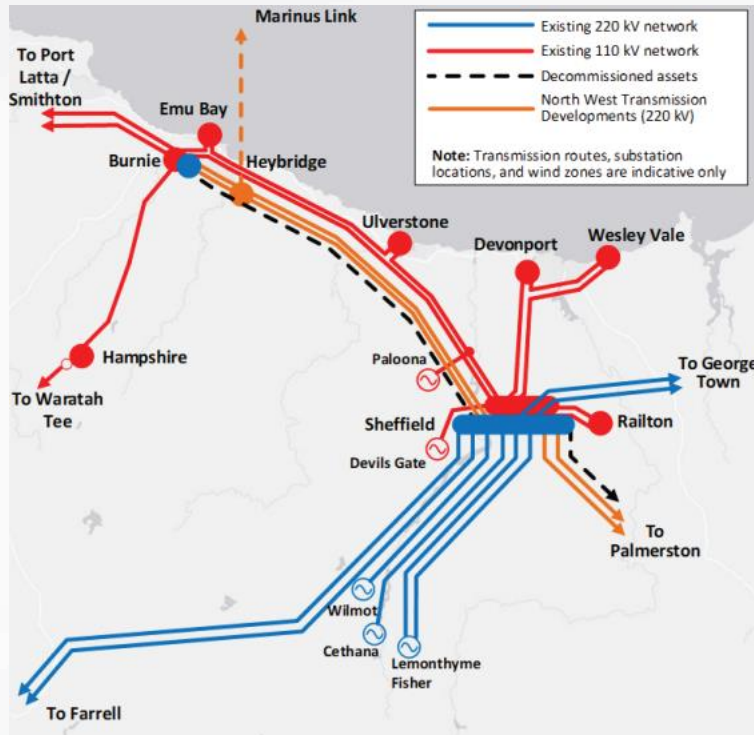 Marinus Link
To Port
Latta /
Smithton
Existing 220 kV network
Existing 110 kV network
Decommissioned assets
North West Transmission
Developments (220 kV)
Note: Transmission routes, substation
locations, and wind zones are indicative only
Emu Bay
Burnie
Heybridge
Ulverstone
Devonport
Wesley Vale
Hampshire
To Waratah
Tee
Paloona
To George
Town
Sheffield
Railton
Devils Gate
To
Palmerston
Wilmot
Cethana
Lemonthyme
Fisher
To Farrell